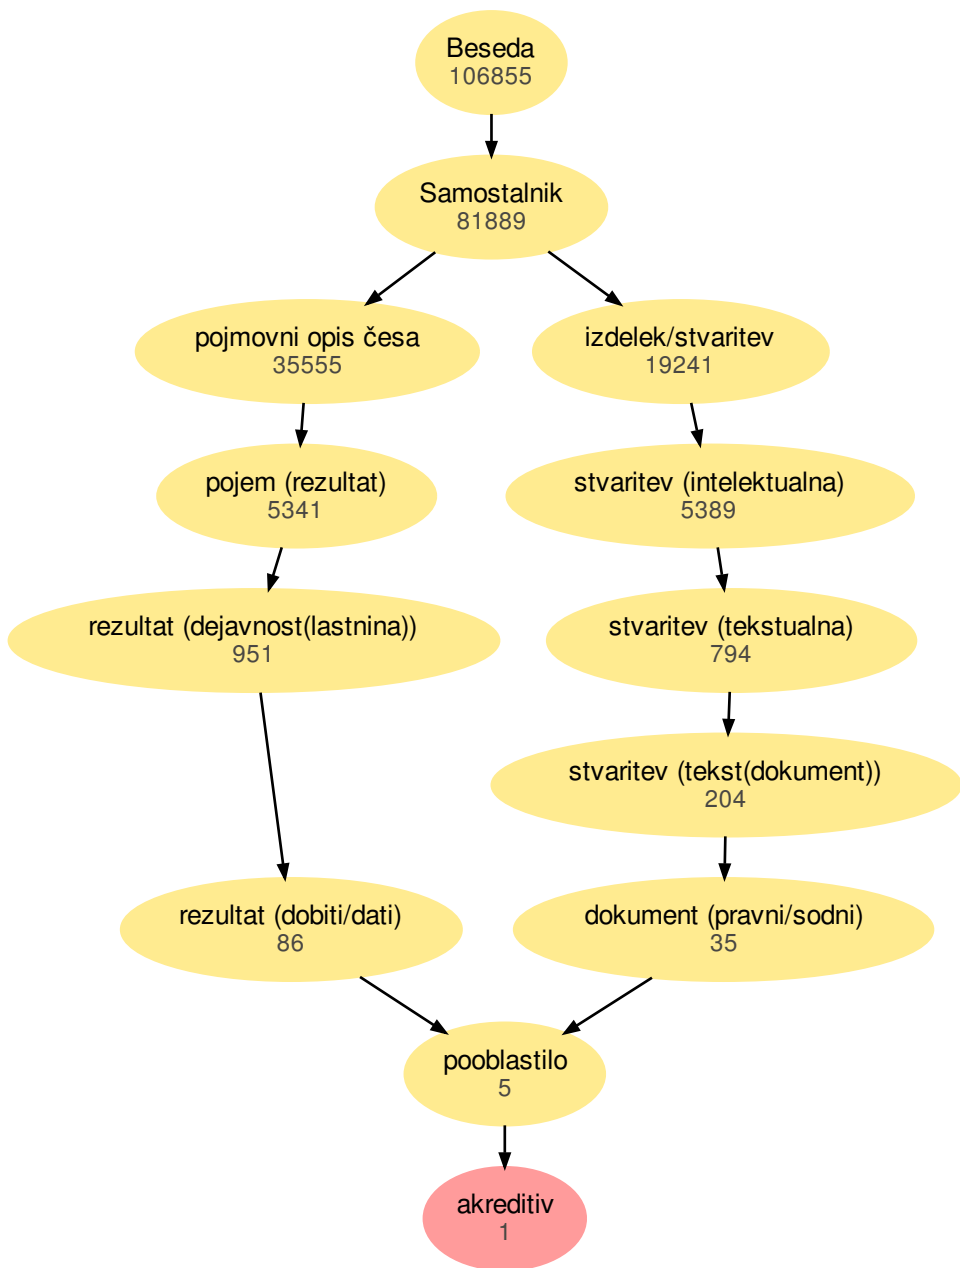 Beseda
106855
Samostalnik
81889
pojmovni opis česa
35555
izdelek/stvaritev
19241
pojem (rezultat)
5341
stvaritev (intelektualna)
5389
rezultat (dejavnost(lastnina))
951
stvaritev (tekstualna)
794
stvaritev (tekst(dokument))
204
rezultat (dobiti/dati)
86
dokument (pravni/sodni)
35
pooblastilo
5
akreditiv
1